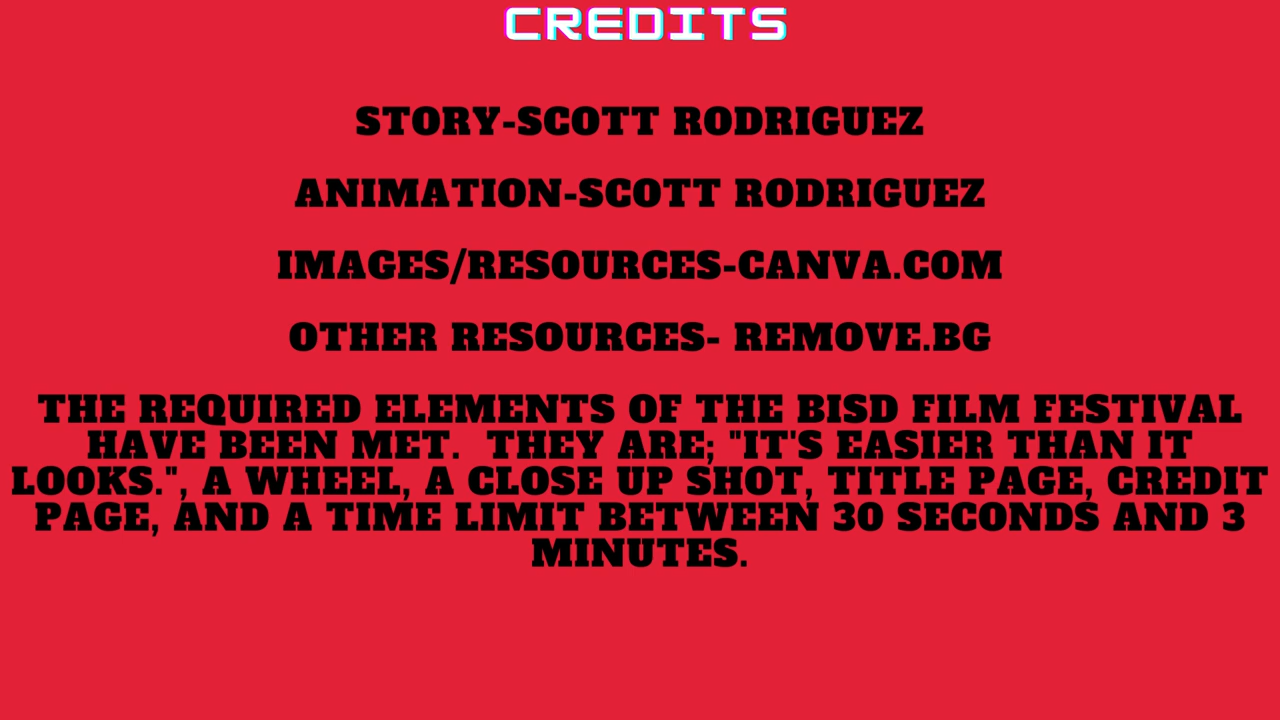 CREDITS
STORY-SCOTT RODRIGUEZ
ANIMATION-SCOTT RODRIGUEZ
IMAGES/RESOURCES-CANVA.COM
OTHER RESOURCES- REMOVE.BG
THE REQUIRED ELEMENTS OF THE BISD FILM FESTIVAL
HAVE BEEN MET.  THEY ARE; "IT'S EASIER THAN IT
LOOKS.", A WHEEL, A CLOSE UP SHOT, TITLE PAGE, CREDIT
PAGE, AND A TIME LIMIT BETWEEN 30 SECONDS AND 3
MINUTES.